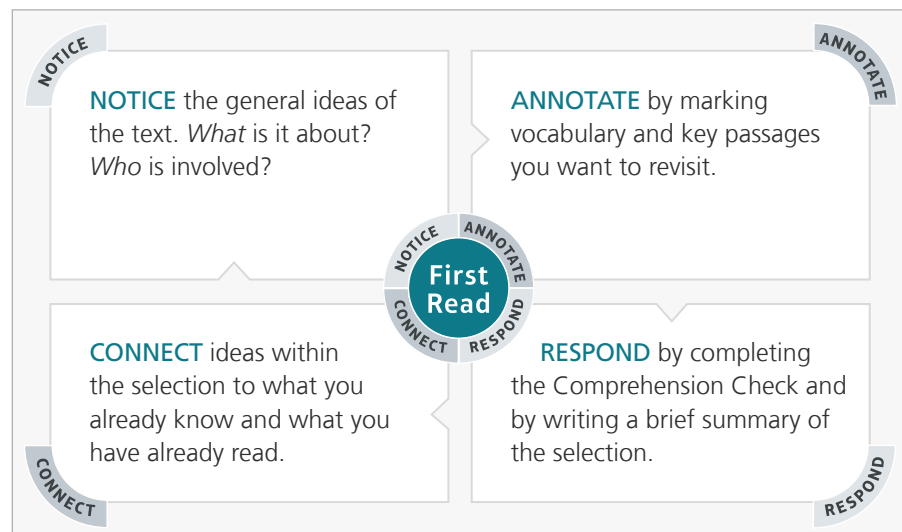 NOTICE
NOTICE the general ideas of
the text. What is it about?
Who is involved?
ANNOTATE
ANNOTATE by marking
vocabulary and key passages
you want to revisit.
NOTICE
ANNOTATE
First
Read
CONNECT
RESPOND
CONNECT ideas within
the selection to what you
already know and what you
have already read.
CONNECT
RESPOND by completing
the Comprehension Check and
by writing a brief summary of
the selection.
RESPOND